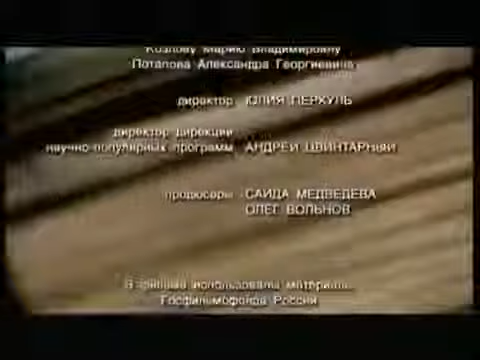 Козлову Марию Владимировну
Потапова Александра Георгиевича
директор ЮЛИЯ ПЕРКУЛЬ
директор дирекции
научно-популярных программ АНДРЕЙ ЦВИНТАРНЫЙ
продюсеры САИДА МЕДВЕДЕВА
ОЛЕГ ВОЛЬНОВ
В фильме использованы материалы
Госфильмофонда России